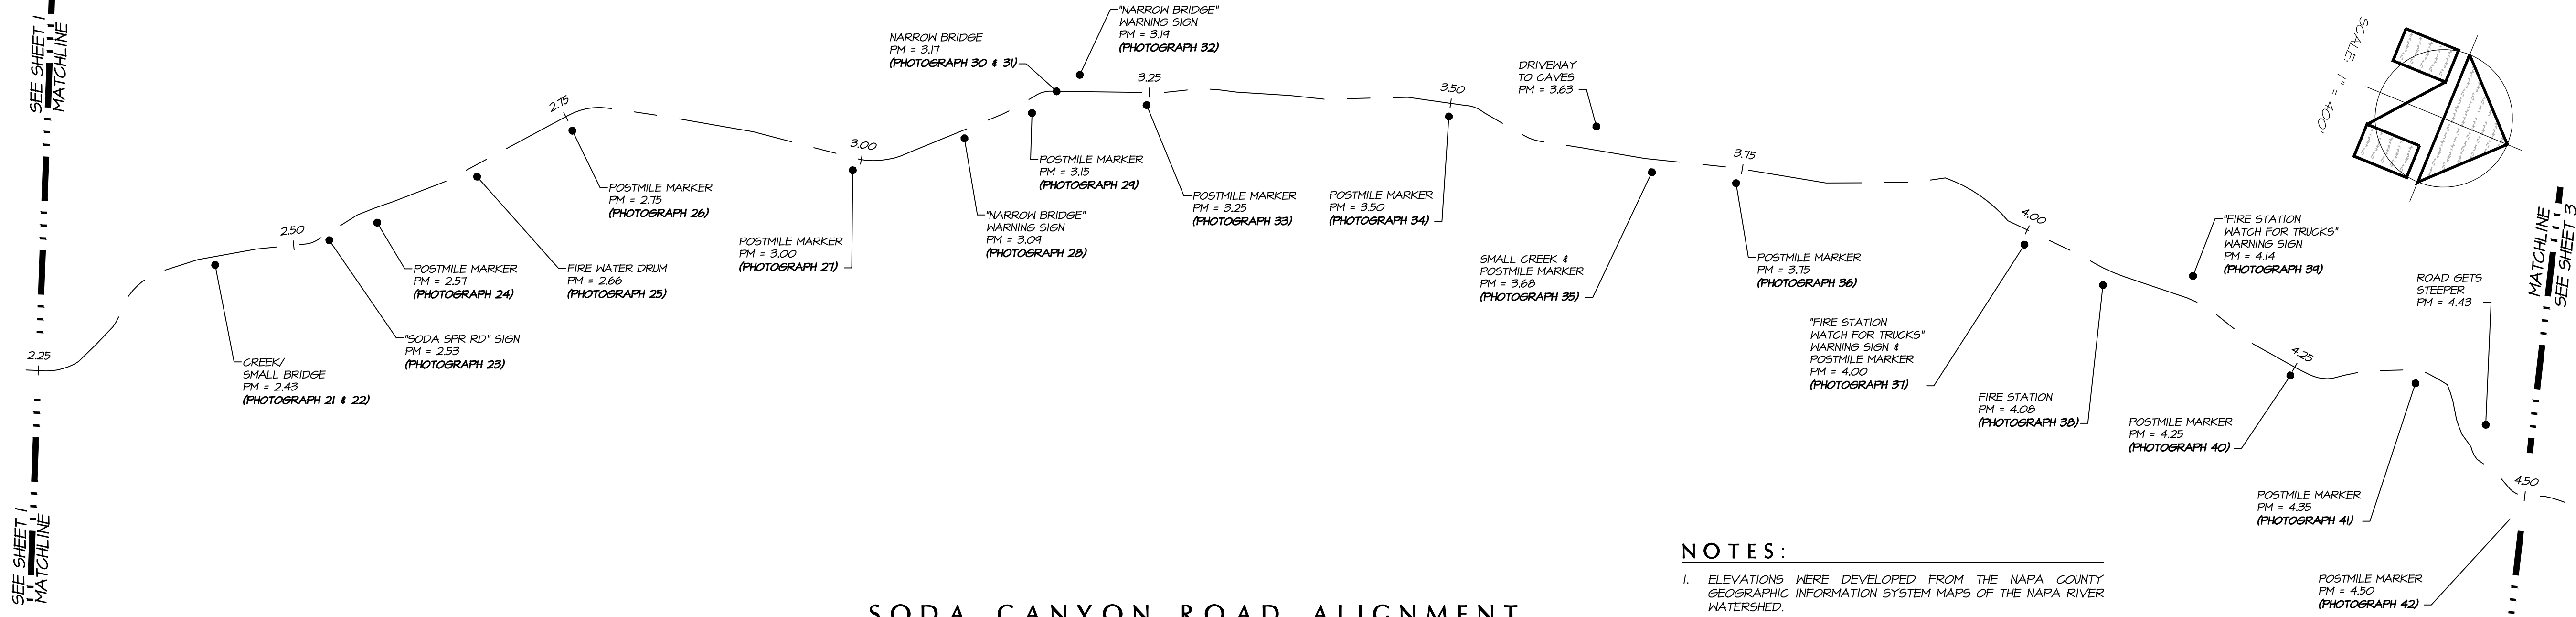 SEE SHEET 1
MATCHLINE
SEE SHEET 1
MATCHLINE
2.25
CREEK/
SMALL BRIDGE
PM = 2.43
(PHOTOGRAPH 21 & 22)
2.50
"SODA SPR RD" SIGN
PM = 2.53
(PHOTOGRAPH 23)
POSTMILE MARKER
PM = 2.57
(PHOTOGRAPH 24)
FIRE WATER DRUM
PM = 2.66
(PHOTOGRAPH 25)
2.75
POSTMILE MARKER
PM = 2.75
(PHOTOGRAPH 26)
3.00
POSTMILE MARKER
PM = 3.00
(PHOTOGRAPH 27)
"NARROW BRIDGE"
WARNING SIGN
PM = 3.09
(PHOTOGRAPH 28)
POSTMILE MARKER
PM = 3.15
(PHOTOGRAPH 29)
NARROW BRIDGE
PM = 3.17
(PHOTOGRAPH 30 & 31)
"NARROW BRIDGE"
WARNING SIGN
PM = 3.19
(PHOTOGRAPH 32)
3.25
POSTMILE MARKER
PM = 3.25
(PHOTOGRAPH 33)
3.50
POSTMILE MARKER
PM = 3.50
(PHOTOGRAPH 34)
DRIVEWAY
TO CAVES
PM = 3.63
SMALL CREEK &
POSTMILE MARKER
PM = 3.68
(PHOTOGRAPH 35)
3.75
POSTMILE MARKER
PM = 3.75
(PHOTOGRAPH 36)
4.00
"FIRE STATION
WATCH FOR TRUCKS"
WARNING SIGN &
POSTMILE MARKER
PM = 4.00
(PHOTOGRAPH 37)
FIRE STATION
PM = 4.08
(PHOTOGRAPH 38)
"FIRE STATION
WATCH FOR TRUCKS"
WARNING SIGN
PM = 4.14
(PHOTOGRAPH 39)
4.25
POSTMILE MARKER
PM = 4.25
(PHOTOGRAPH 40)
POSTMILE MARKER
PM = 4.35
(PHOTOGRAPH 41)
ROAD GETS
STEEPER
PM = 4.43
4.50
POSTMILE MARKER
PM = 4.50
(PHOTOGRAPH 42)
SCALE: 1" = 400'
MATCHLINE
SEE SHEET 3
NOTES:
1. ELEVATIONS WERE DEVELOPED FROM THE NAPA COUNTY
GEOGRAPHIC INFORMATION SYSTEM MAPS OF THE NAPA RIVER
WATERSHED.
SODA CANYON ROAD ALIGNMENT